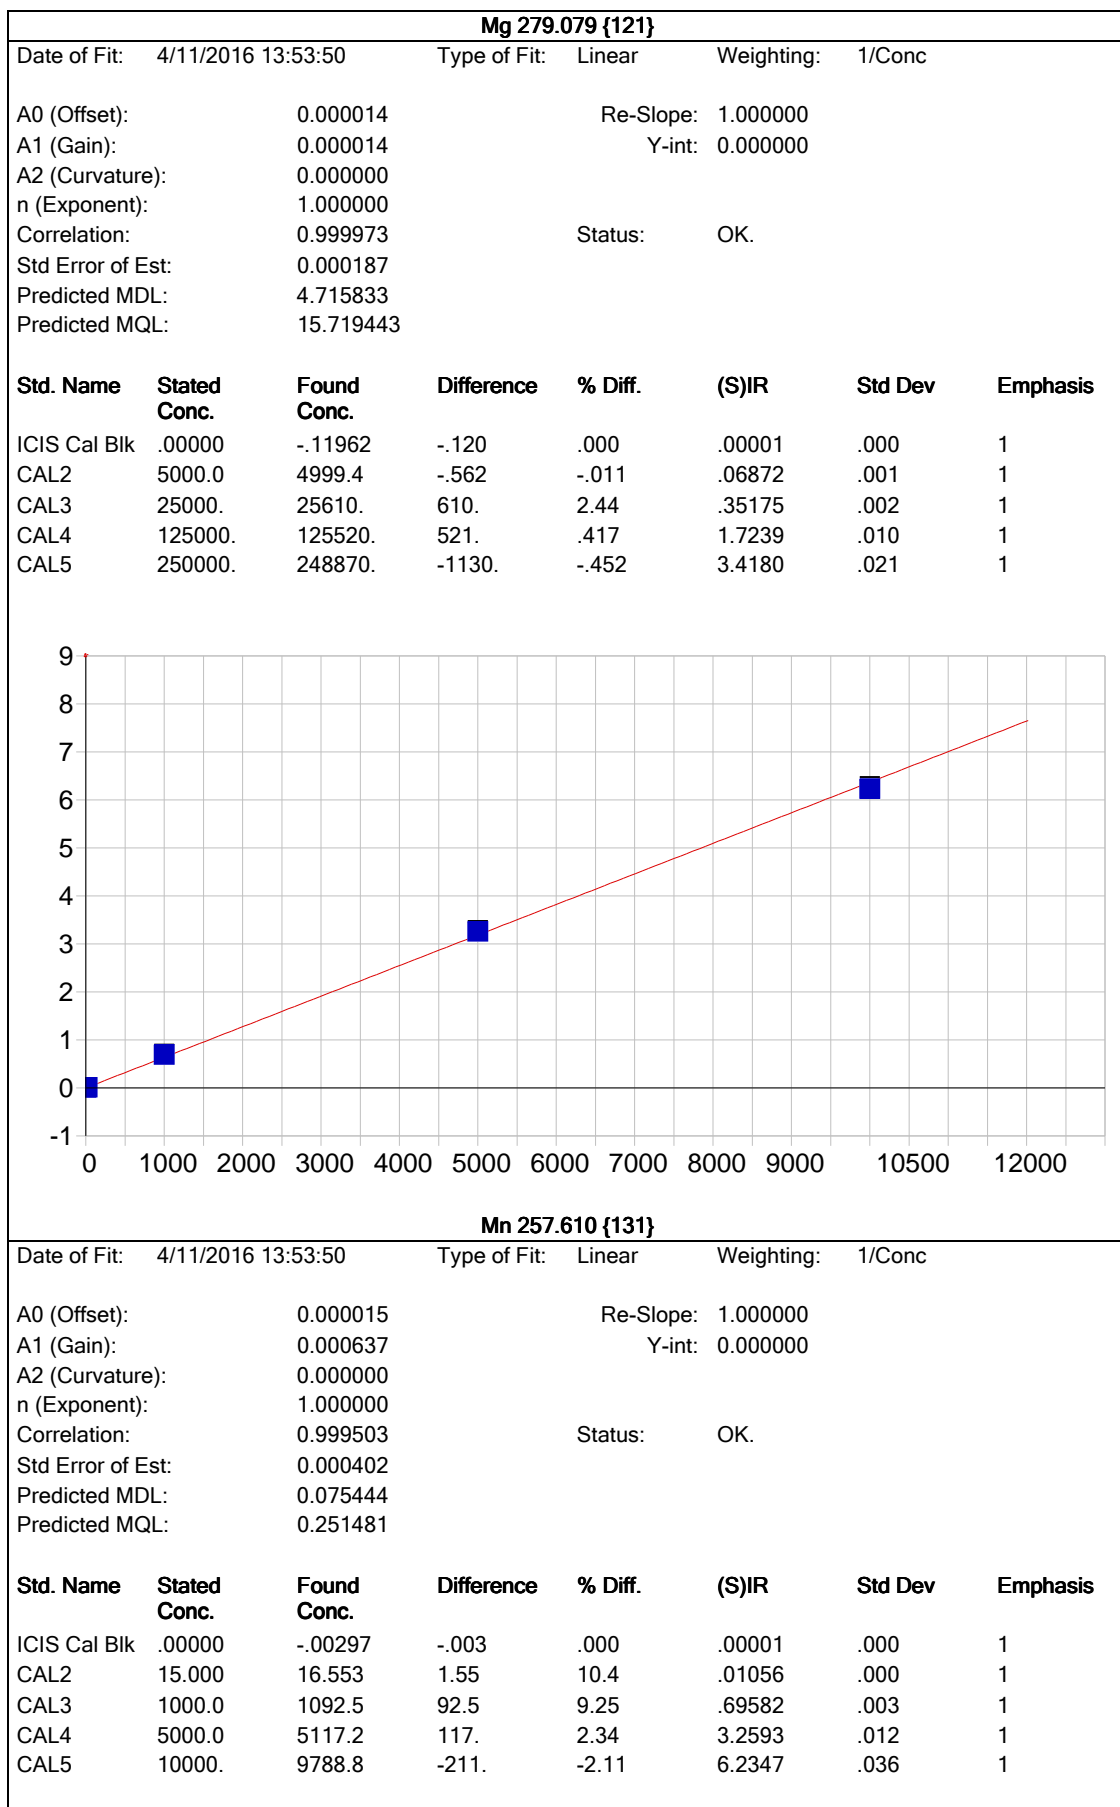 Mg 279.079 {121}
Date of Fit: 4/11/2016 13:53:50 Type of Fit: Linear Weighting: 1/Conc
A0 (Offset): 0.000014 Re-Slope: 1.000000
A1 (Gain): 0.000014 Y-int: 0.000000
A2 (Curvature): 0.000000
n (Exponent): 1.000000
Correlation: 0.999973 Status: OK.
Std Error of Est: 0.000187
Predicted MDL: 4.715833
Predicted MQL: 15.719443
Std. Name Stated Found Difference % Diff. (S)IR Std Dev Emphasis
Conc. Conc.
ICIS Cal Blk .00000 -.11962 -.120 .000 .00001 .000 1
CAL2 5000.0 4999.4 -.562 -.011 .06872 .001 1
CAL3 25000. 25610. 610. 2.44 .35175 .002 1
CAL4 125000. 125520. 521. .417 1.7239 .010 1
CAL5 250000. 248870. -1130. -.452 3.4180 .021 1
9
8
7
6
5
4
3
2
1
0
-1
0 1000 2000 3000 4000 5000 6000 7000 8000 9000 10500 12000
Mn 257.610 {131}
Date of Fit: 4/11/2016 13:53:50 Type of Fit: Linear Weighting: 1/Conc
A0 (Offset): 0.000015 Re-Slope: 1.000000
A1 (Gain): 0.000637 Y-int: 0.000000
A2 (Curvature): 0.000000
n (Exponent): 1.000000
Correlation: 0.999503 Status: OK.
Std Error of Est: 0.000402
Predicted MDL: 0.075444
Predicted MQL: 0.251481
Std. Name Stated Found Difference % Diff. (S)IR Std Dev Emphasis
Conc. Conc.
ICIS Cal Blk .00000 -.00297 -.003 .000 .00001 .000 1
CAL2 15.000 16.553 1.55 10.4 .01056 .000 1
CAL3 1000.0 1092.5 92.5 9.25 .69582 .003 1
CAL4 5000.0 5117.2 117. 2.34 3.2593 .012 1
CAL5 10000. 9788.8 -211. -2.11 6.2347 .036 1